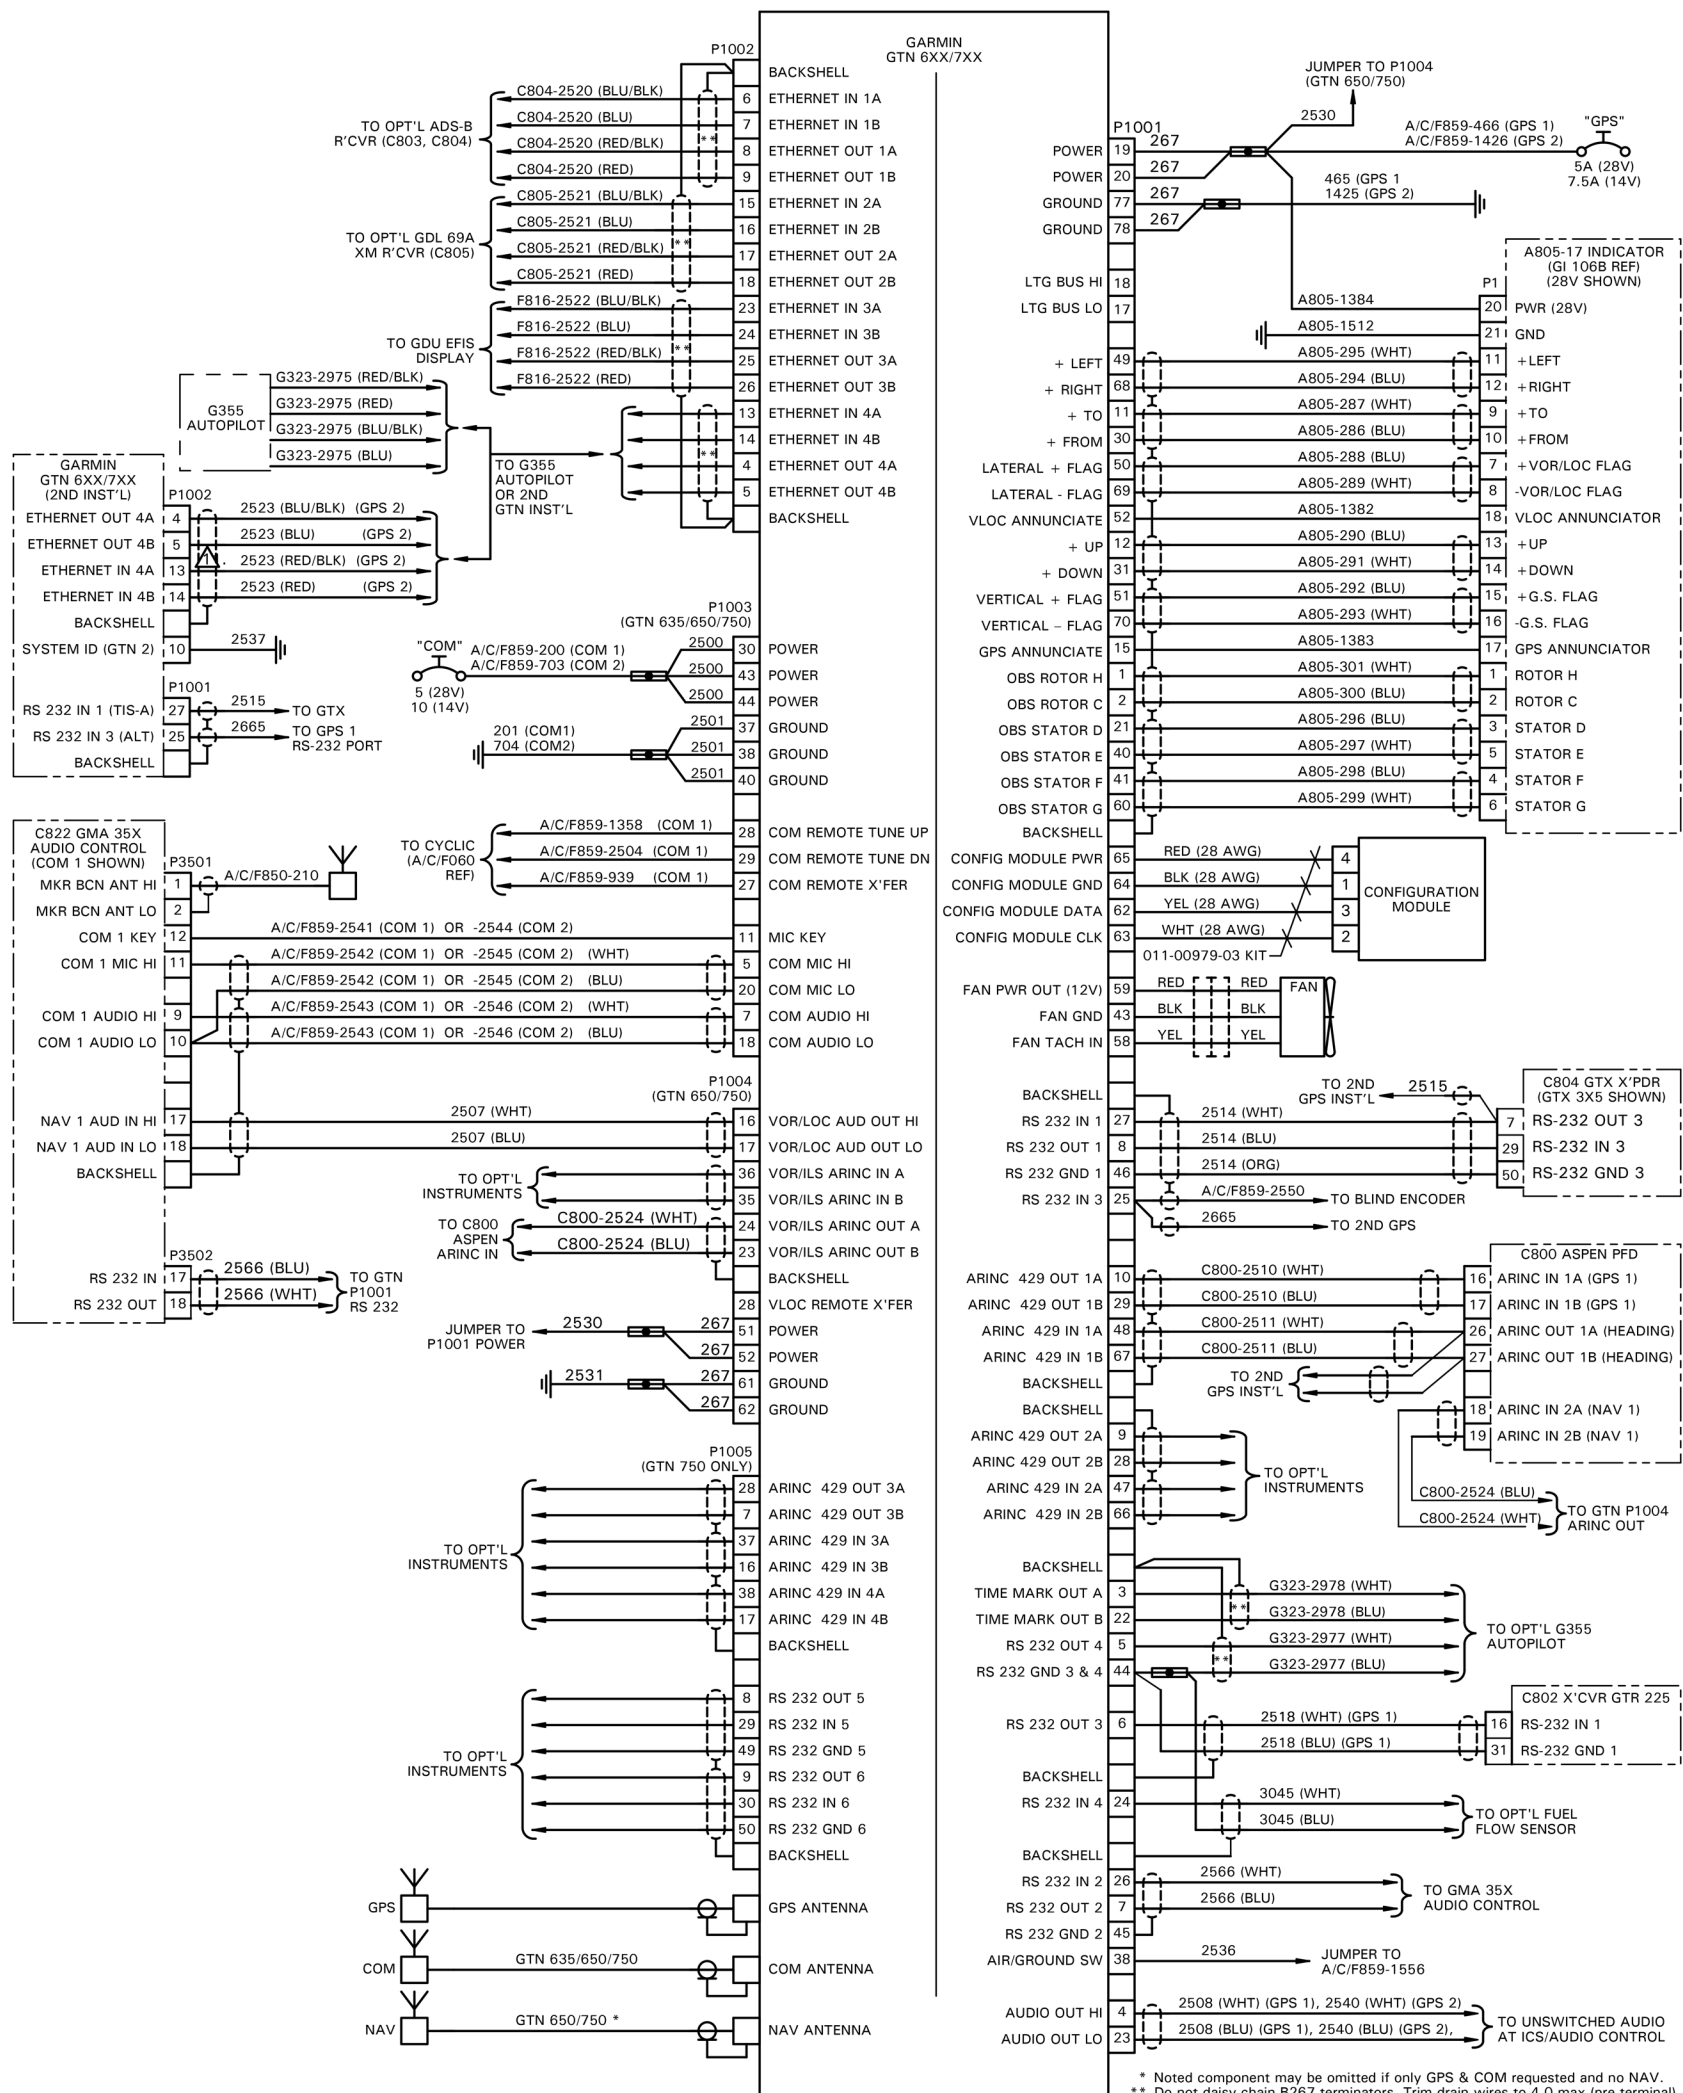 GARMIN
GTN 6XX/7XX
P1002
BACKSHELL
C804-2520 (BLU/BLK) 6 ETHERNET IN 1A
C804-2520 (BLU) 7 ETHERNET IN 1B
C804-2520 (RED/BLK) 8 ETHERNET OUT 1A
C804-2520 (RED) 9 ETHERNET OUT 1B
TO OPT'L ADS-B
R'CVR (C803, C804)
* *
C805-2521 (BLU/BLK) 15 ETHERNET IN 2A
C805-2521 (BLU) 16 ETHERNET IN 2B
C805-2521 (RED/BLK) 17 ETHERNET OUT 2A
C805-2521 (RED) 18 ETHERNET OUT 2B
TO OPT'L GDL 69A
XM R'CVR (C805)
* *
F816-2522 (BLU/BLK) 23 ETHERNET IN 3A
F816-2522 (BLU) 24 ETHERNET IN 3B
F816-2522 (RED/BLK) 25 ETHERNET OUT 3A
F816-2522 (RED) 26 ETHERNET OUT 3B
TO GDU EFIS
DISPLAY
* *
13 ETHERNET IN 4A
14 ETHERNET IN 4B
4 ETHERNET OUT 4A
5 ETHERNET OUT 4B
BACKSHELL
* *
TO G355
AUTOPILOT
OR 2ND
GTN INST'L
G355
AUTOPILOT
G323-2975 (RED/BLK)
G323-2975 (RED)
G323-2975 (BLU/BLK)
G323-2975 (BLU)
GARMIN
GTN 6XX/7XX
(2ND INST'L)
P1002
ETHERNET OUT 4A 4 2523 (BLU/BLK) (GPS 2)
ETHERNET OUT 4B 5 2523 (BLU) (GPS 2)
1
ETHERNET IN 4A 13 2523 (RED/BLK) (GPS 2)
ETHERNET IN 4B 14 2523 (RED) (GPS 2)
BACKSHELL
SYSTEM ID (GTN 2) 10 2537
P1001
RS 232 IN 1 (TIS-A) 27 2515 TO GTX
RS 232 IN 3 (ALT) 25 2665 TO GPS 1
RS-232 PORT
BACKSHELL
P1003
(GTN 635/650/750)
"COM"
5 (28V)
10 (14V)
A/C/F859-200 (COM 1)
A/C/F859-703 (COM 2)
2500 30 POWER
2500 43 POWER
2500 44 POWER
201 (COM1)
704 (COM2)
2501 37 GROUND
2501 38 GROUND
2501 40 GROUND
TO CYCLIC
(A/C/F060
REF)
A/C/F859-1358 (COM 1) 28 COM REMOTE TUNE UP
A/C/F859-2504 (COM 1) 29 COM REMOTE TUNE DN
A/C/F859-939 (COM 1) 27 COM REMOTE X'FER
C822 GMA 35X
AUDIO CONTROL
(COM 1 SHOWN)
P3501
MKR BCN ANT HI 1 A/C/F850-210
MKR BCN ANT LO 2
COM 1 KEY 12 A/C/F859-2541 (COM 1) OR -2544 (COM 2) 11 MIC KEY
COM 1 MIC HI 11 A/C/F859-2542 (COM 1) OR -2545 (COM 2) (WHT) 5 COM MIC HI
A/C/F859-2542 (COM 1) OR -2545 (COM 2) (BLU) 20 COM MIC LO
COM 1 AUDIO HI 9 A/C/F859-2543 (COM 1) OR -2546 (COM 2) (WHT) 7 COM AUDIO HI
COM 1 AUDIO LO 10 A/C/F859-2543 (COM 1) OR -2546 (COM 2) (BLU) 18 COM AUDIO LO
P1004
(GTN 650/750)
NAV 1 AUD IN HI 17 2507 (WHT) 16 VOR/LOC AUD OUT HI
NAV 1 AUD IN LO 18 2507 (BLU) 17 VOR/LOC AUD OUT LO
BACKSHELL
TO OPT'L
INSTRUMENTS
36 VOR/ILS ARINC IN A
35 VOR/ILS ARINC IN B
TO C800
ASPEN
ARINC IN
C800-2524 (WHT) 24 VOR/ILS ARINC OUT A
C800-2524 (BLU) 23 VOR/ILS ARINC OUT B
BACKSHELL
28 VLOC REMOTE X'FER
P3502
RS 232 IN 17 2566 (BLU)
RS 232 OUT 18 2566 (WHT)
TO GTN
P1001
RS 232
JUMPER TO
P1001 POWER
2530 267 51 POWER
267 52 POWER
2531 267 61 GROUND
267 62 GROUND
P1005
(GTN 750 ONLY)
TO OPT'L
INSTRUMENTS
28 ARINC 429 OUT 3A
7 ARINC 429 OUT 3B
37 ARINC 429 IN 3A
16 ARINC 429 IN 3B
38 ARINC 429 IN 4A
17 ARINC 429 IN 4B
BACKSHELL
TO OPT'L
INSTRUMENTS
8 RS 232 OUT 5
29 RS 232 IN 5
49 RS 232 GND 5
9 RS 232 OUT 6
30 RS 232 IN 6
50 RS 232 GND 6
BACKSHELL
GPS GPS ANTENNA
COM GTN 635/650/750 COM ANTENNA
NAV GTN 650/750 * NAV ANTENNA
JUMPER TO P1004
(GTN 650/750)
2530
P1001
POWER 19 267
POWER 20 267
A/C/F859-466 (GPS 1)
A/C/F859-1426 (GPS 2)
"GPS"
5A (28V)
7.5A (14V)
GROUND 77 267
GROUND 78 267
465 (GPS 1
1425 (GPS 2)
A805-17 INDICATOR
(GI 106B REF)
(28V SHOWN)
P1
LTG BUS HI 18
LTG BUS LO 17
A805-1384 20 PWR (28V)
A805-1512 21 GND
+ LEFT 49 A805-295 (WHT) 11 +LEFT
+ RIGHT 68 A805-294 (BLU) 12 +RIGHT
+ TO 11 A805-287 (WHT) 9 +TO
+ FROM 30 A805-286 (BLU) 10 +FROM
LATERAL + FLAG 50 A805-288 (BLU) 7 +VOR/LOC FLAG
LATERAL - FLAG 69 A805-289 (WHT) 8 -VOR/LOC FLAG
VLOC ANNUNCIATE 52 A805-1382 18 VLOC ANNUNCIATOR
+ UP 12 A805-290 (BLU) 13 +UP
+ DOWN 31 A805-291 (WHT) 14 +DOWN
VERTICAL + FLAG 51 A805-292 (BLU) 15 +G.S. FLAG
VERTICAL – FLAG 70 A805-293 (WHT) 16 -G.S. FLAG
GPS ANNUNCIATE 15 A805-1383 17 GPS ANNUNCIATOR
OBS ROTOR H 1 A805-301 (WHT) 1 ROTOR H
OBS ROTOR C 2 A805-300 (BLU) 2 ROTOR C
OBS STATOR D 21 A805-296 (BLU) 3 STATOR D
OBS STATOR E 40 A805-297 (WHT) 5 STATOR E
OBS STATOR F 41 A805-298 (BLU) 4 STATOR F
OBS STATOR G 60 A805-299 (WHT) 6 STATOR G
BACKSHELL
CONFIG MODULE PWR 65 RED (28 AWG) 4
CONFIG MODULE GND 64 BLK (28 AWG) 1
CONFIG MODULE DATA 62 YEL (28 AWG) 3
CONFIG MODULE CLK 63 WHT (28 AWG) 2
CONFIGURATION
MODULE
011-00979-03 KIT
FAN PWR OUT (12V) 59 RED RED FAN
FAN GND 43 BLK BLK
FAN TACH IN 58 YEL YEL
BACKSHELL
TO 2ND
GPS INST'L
2515
C804 GTX X'PDR
(GTX 3X5 SHOWN)
RS 232 IN 1 27 2514 (WHT) 7 RS-232 OUT 3
RS 232 OUT 1 8 2514 (BLU) 29 RS-232 IN 3
RS 232 GND 1 46 2514 (ORG) 50 RS-232 GND 3
RS 232 IN 3 25 A/C/F859-2550 TO BLIND ENCODER
2665 TO 2ND GPS
C800 ASPEN PFD
ARINC 429 OUT 1A 10 C800-2510 (WHT) 16 ARINC IN 1A (GPS 1)
ARINC 429 OUT 1B 29 C800-2510 (BLU) 17 ARINC IN 1B (GPS 1)
ARINC 429 IN 1A 48 C800-2511 (WHT) 26 ARINC OUT 1A (HEADING)
ARINC 429 IN 1B 67 C800-2511 (BLU) 27 ARINC OUT 1B (HEADING)
BACKSHELL
TO 2ND
GPS INST'L
BACKSHELL
18 ARINC IN 2A (NAV 1)
19 ARINC IN 2B (NAV 1)
ARINC 429 OUT 2A 9
ARINC 429 OUT 2B 28
ARINC 429 IN 2A 47
ARINC 429 IN 2B 66
TO OPT'L
INSTRUMENTS
C800-2524 (BLU)
C800-2524 (WHT)
TO GTN P1004
ARINC OUT
BACKSHELL
TIME MARK OUT A 3 G323-2978 (WHT)
* *
TIME MARK OUT B 22 G323-2978 (BLU)
RS 232 OUT 4 5 G323-2977 (WHT)
* *
RS 232 GND 3 & 4 44 G323-2977 (BLU)
TO OPT'L G355
AUTOPILOT
C802 X'CVR GTR 225
RS 232 OUT 3 6 2518 (WHT) (GPS 1) 16 RS-232 IN 1
2518 (BLU) (GPS 1) 31 RS-232 GND 1
BACKSHELL
RS 232 IN 4 24 3045 (WHT)
3045 (BLU)
TO OPT'L FUEL
FLOW SENSOR
BACKSHELL
RS 232 IN 2 26 2566 (WHT)
RS 232 OUT 2 7 2566 (BLU)
RS 232 GND 2 45
TO GMA 35X
AUDIO CONTROL
AIR/GROUND SW 38 2536 JUMPER TO
A/C/F859-1556
AUDIO OUT HI 4 2508 (WHT) (GPS 1), 2540 (WHT) (GPS 2)
AUDIO OUT LO 23 2508 (BLU) (GPS 1), 2540 (BLU) (GPS 2),
TO UNSWITCHED AUDIO
AT ICS/AUDIO CONTROL
* Noted component may be omitted if only GPS & COM requested and no NAV.
** Do not daisy chain B267 terminators. Trim drain wires to 4.0 max (pre terminal)